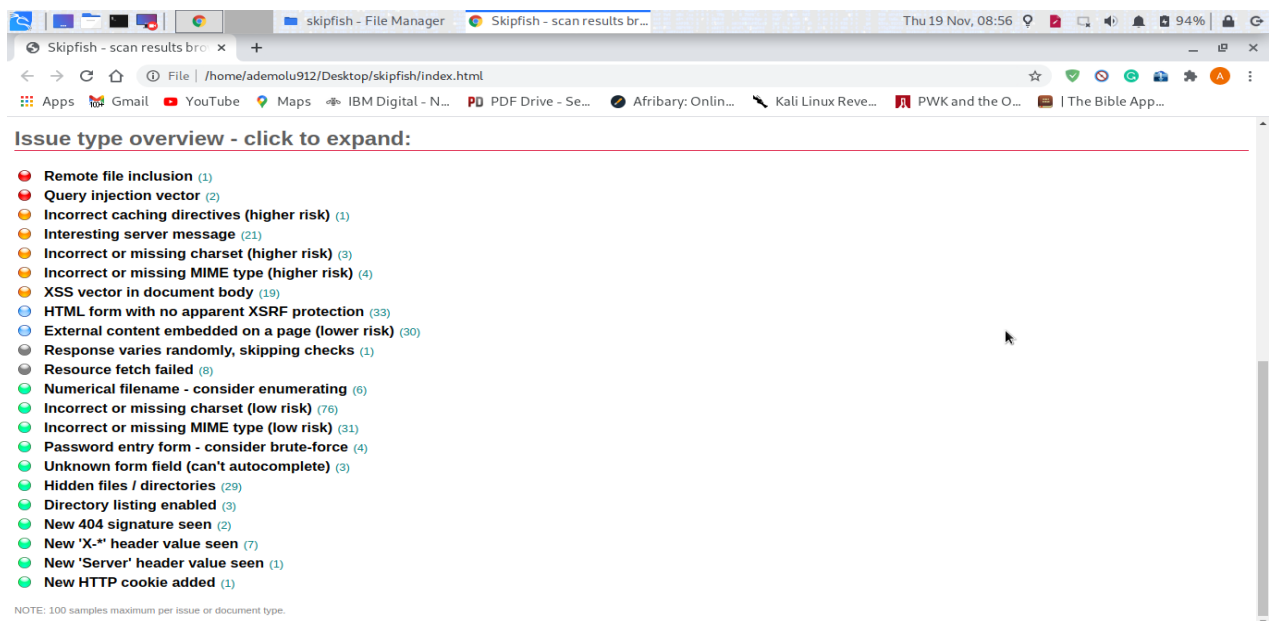 skipfish - File Manager Skipfish - scan results br... Thu 19 Nov, 08:56 94%
Skipfish - scan results bro
File /home/ademolu912/Desktop/skipfish/index.html A
Apps Gmail YouTube Maps IBM Digital - N... PD PDF Drive - Se... Afribary: Onlin... Kali Linux Reve... PWK and the O... | The Bible App...
Issue type overview - click to expand:
Remote file inclusion (1)
Query injection vector (2)
Incorrect caching directives (higher risk) (1)
Interesting server message (21)
Incorrect or missing charset (higher risk) (3)
Incorrect or missing MIME type (higher risk) (4)
XSS vector in document body (19)
HTML form with no apparent XSRF protection (33)
External content embedded on a page (lower risk) (30)
Response varies randomly, skipping checks (1)
Resource fetch failed (8)
Numerical filename - consider enumerating (6)
Incorrect or missing charset (low risk) (76)
Incorrect or missing MIME type (low risk) (31)
Password entry form - consider brute-force (4)
Unknown form field (can't autocomplete) (3)
Hidden files / directories (29)
Directory listing enabled (3)
New 404 signature seen (2)
New 'X-*' header value seen (7)
New 'Server' header value seen (1)
New HTTP cookie added (1)
NOTE: 100 samples maximum per issue or document type.